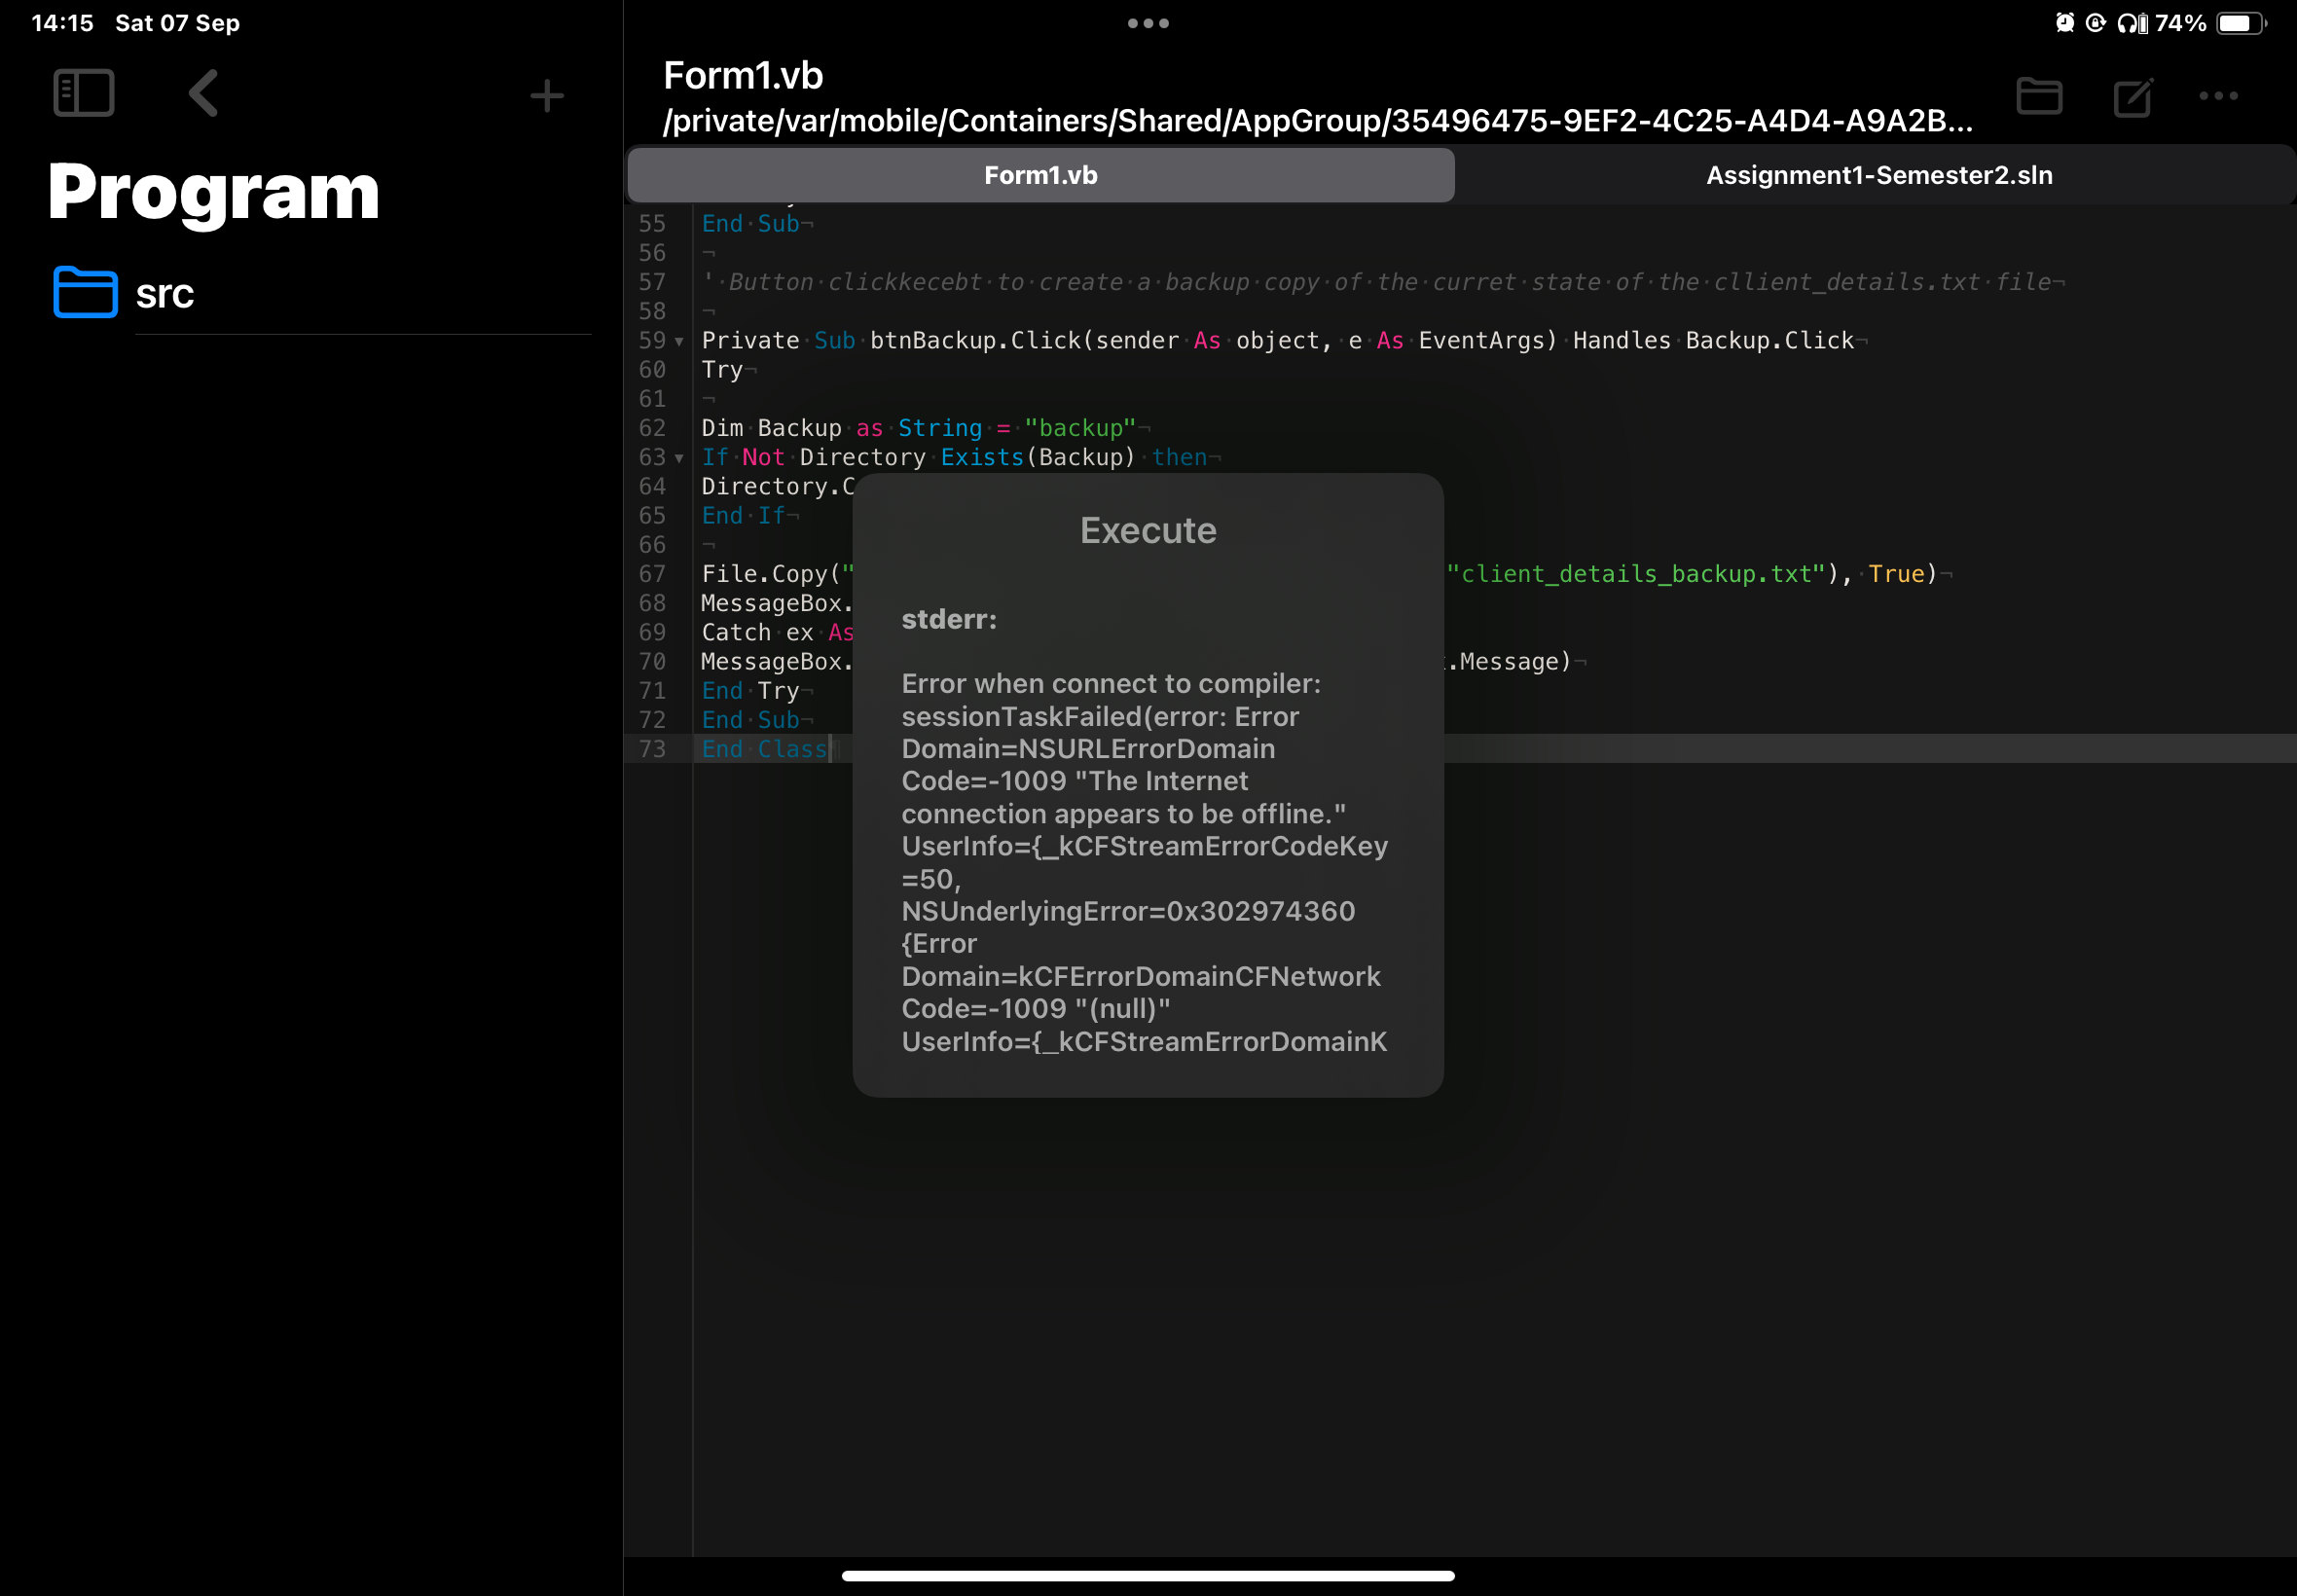 14:15 Sat 07 Sep
74%
Program
src
Form1.vb
/private/var/mobile/Containers/Shared/AppGroup/35496475-9EF2-4C25-A4D4-A9A2B...
Form1.vb
Assignment1-Semester2.sln
55 End·Sub¬
56 ¬
57 '·Button·clickkecebt·to·create·a·backup·copy·of·the·curret·state·of·the·cllient_details.txt·file¬
58 ¬
59 Private·Sub·btnBackup.Click(sender·As·object,·e·As·EventArgs)·Handles·Backup.Click¬
60 Try¬
61 ¬
62 Dim·Backup·as·String·=·"backup"¬
63 If·Not·Directory·Exists(Backup)·then¬
64 Directory.C
65 End·If¬
66 ¬
67 File.Copy(" "client_details_backup.txt"),·True)¬
68 MessageBox.
69 Catch·ex·As
70 MessageBox. .Message)¬
71 End·Try¬
72 End·Sub¬
73 End·Class
Execute
stderr:
Error when connect to compiler:
sessionTaskFailed(error: Error
Domain=NSURLErrorDomain
Code=-1009 "The Internet
connection appears to be offline."
UserInfo={_kCFStreamErrorCodeKey
=50,
NSUnderlyingError=0x302974360
{Error
Domain=kCFErrorDomainCFNetwork
Code=-1009 "(null)"
UserInfo={_kCFStreamErrorDomainK